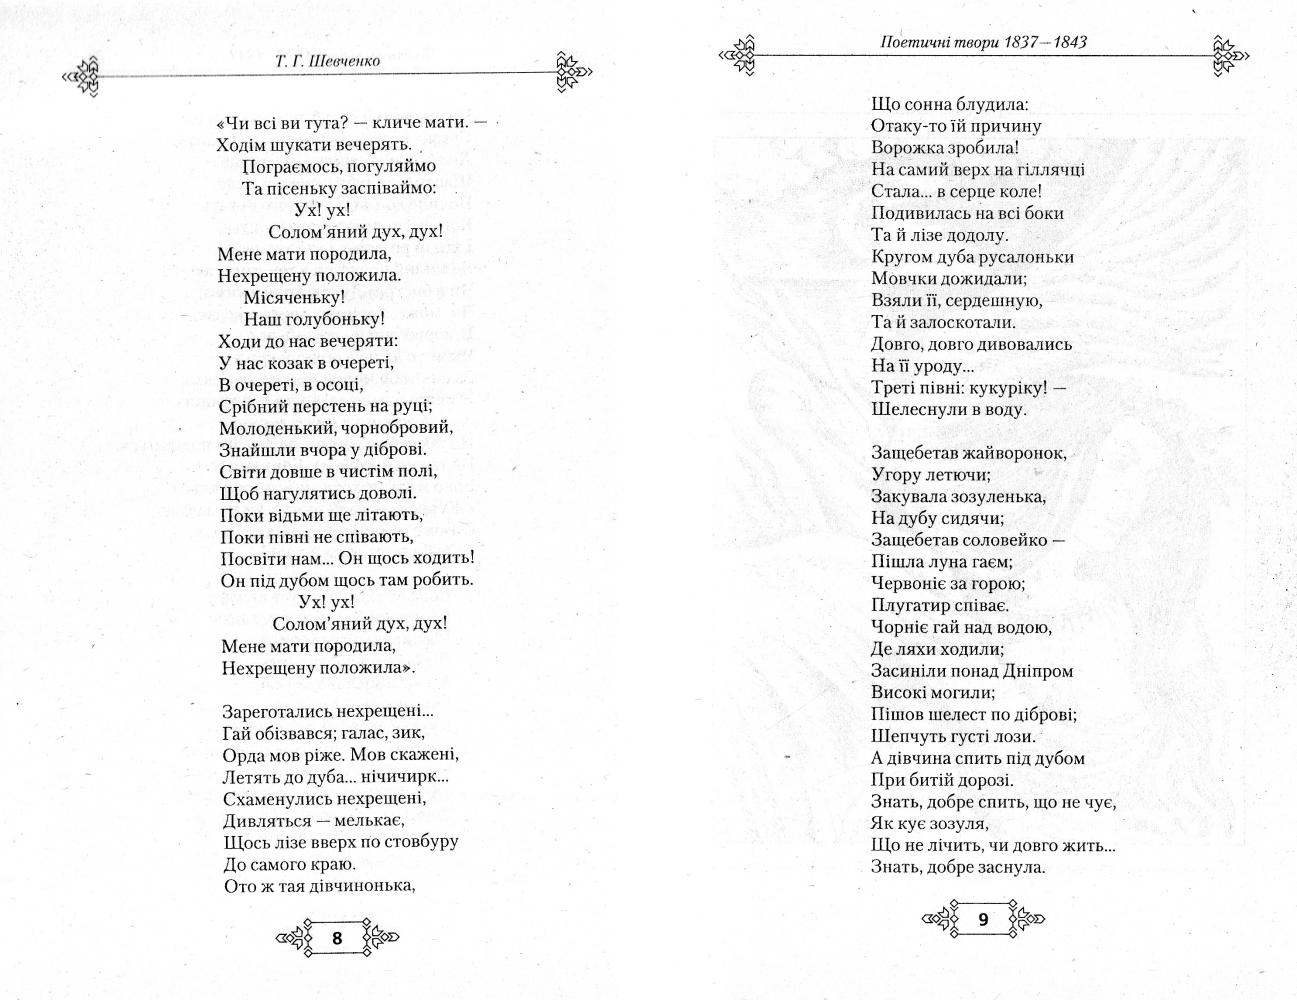 Т. Г. Шевченко
«Чи всі ви тута? — кличе мати. —
Ходім шукати вечерять.
Пограємось, погуляймо
Та пісеньку заспіваймо:
Ух! ух!
Солом’яний дух, дух!
Мене мати породила,
Нехрещену положила.
Місяченьку!
Наш голубоньку!
Ходи до нас вечеряти:
У нас козак в очереті,
В очереті, в осоці,
Срібний перстень на руці;
Молоденький, чорнобровий,
Знайшли вчора у діброві.
Світи довше в чистім полі,
Щоб нагулятись доволі.
Поки відьми ще літають,
Поки півні не співають,
Посвіти нам... Он щось ходить!
Он під дубом щось там робить.
Ух! ух!
Солом’яний дух, дух!
Мене мати породила,
Нехрещену положила».
Зареготались нехрещені...
Гай обізвався; галас, зик,
Орда мов ріже. Мов скажені,
Летять до дуба... нічичирк...
Схаменулись нехрещені,
Дивляться — мелькає,
Щось лізе вверх по стовбуру
До самого краю.
Ото ж тая дівчинонька,
8
Поетичні твори 1837—1843
Що сонна блудила:
Отаку-то їй причину
Ворожка зробила!
На самий верх на гіллячці
Стала... в серце коле!
Подивилась на всі боки
Та й лізе додолу.
Кругом дуба русалоньки
Мовчки дожидали;
Взяли її, сердешную,
Та й залоскотали.
Довго, довго дивовались
На її уроду...
Треті півні: кукуріку! —
Шелеснули в воду.
Защебетав жайворонок,
Угору летючи;
Закувала зозуленька,
На дубу сидячи;
Защебетав соловейко —
Пішла луна гаєм;
Червоніє за горою;
Плугатир співає.
Чорніє гай над водою,
Де ляхи ходили;
Засиніли понад Дніпром
Високі могили;
Пішов шелест по діброві;
Шепчуть густі лози.
А дівчина спить під дубом
При битій дорозі.
Знать, добре спить, що не чує,
Як кує зозуля,
Що не лічить, чи довго жить...
Знать, добре заснула.
9